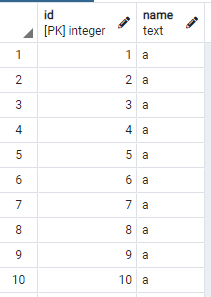 id name
[PK] integer text
1 1 a
2 2 a
3 3 a
4 4 a
5 5 a
6 6 a
7 7 a
8 8 a
9 9 a
10 10 a